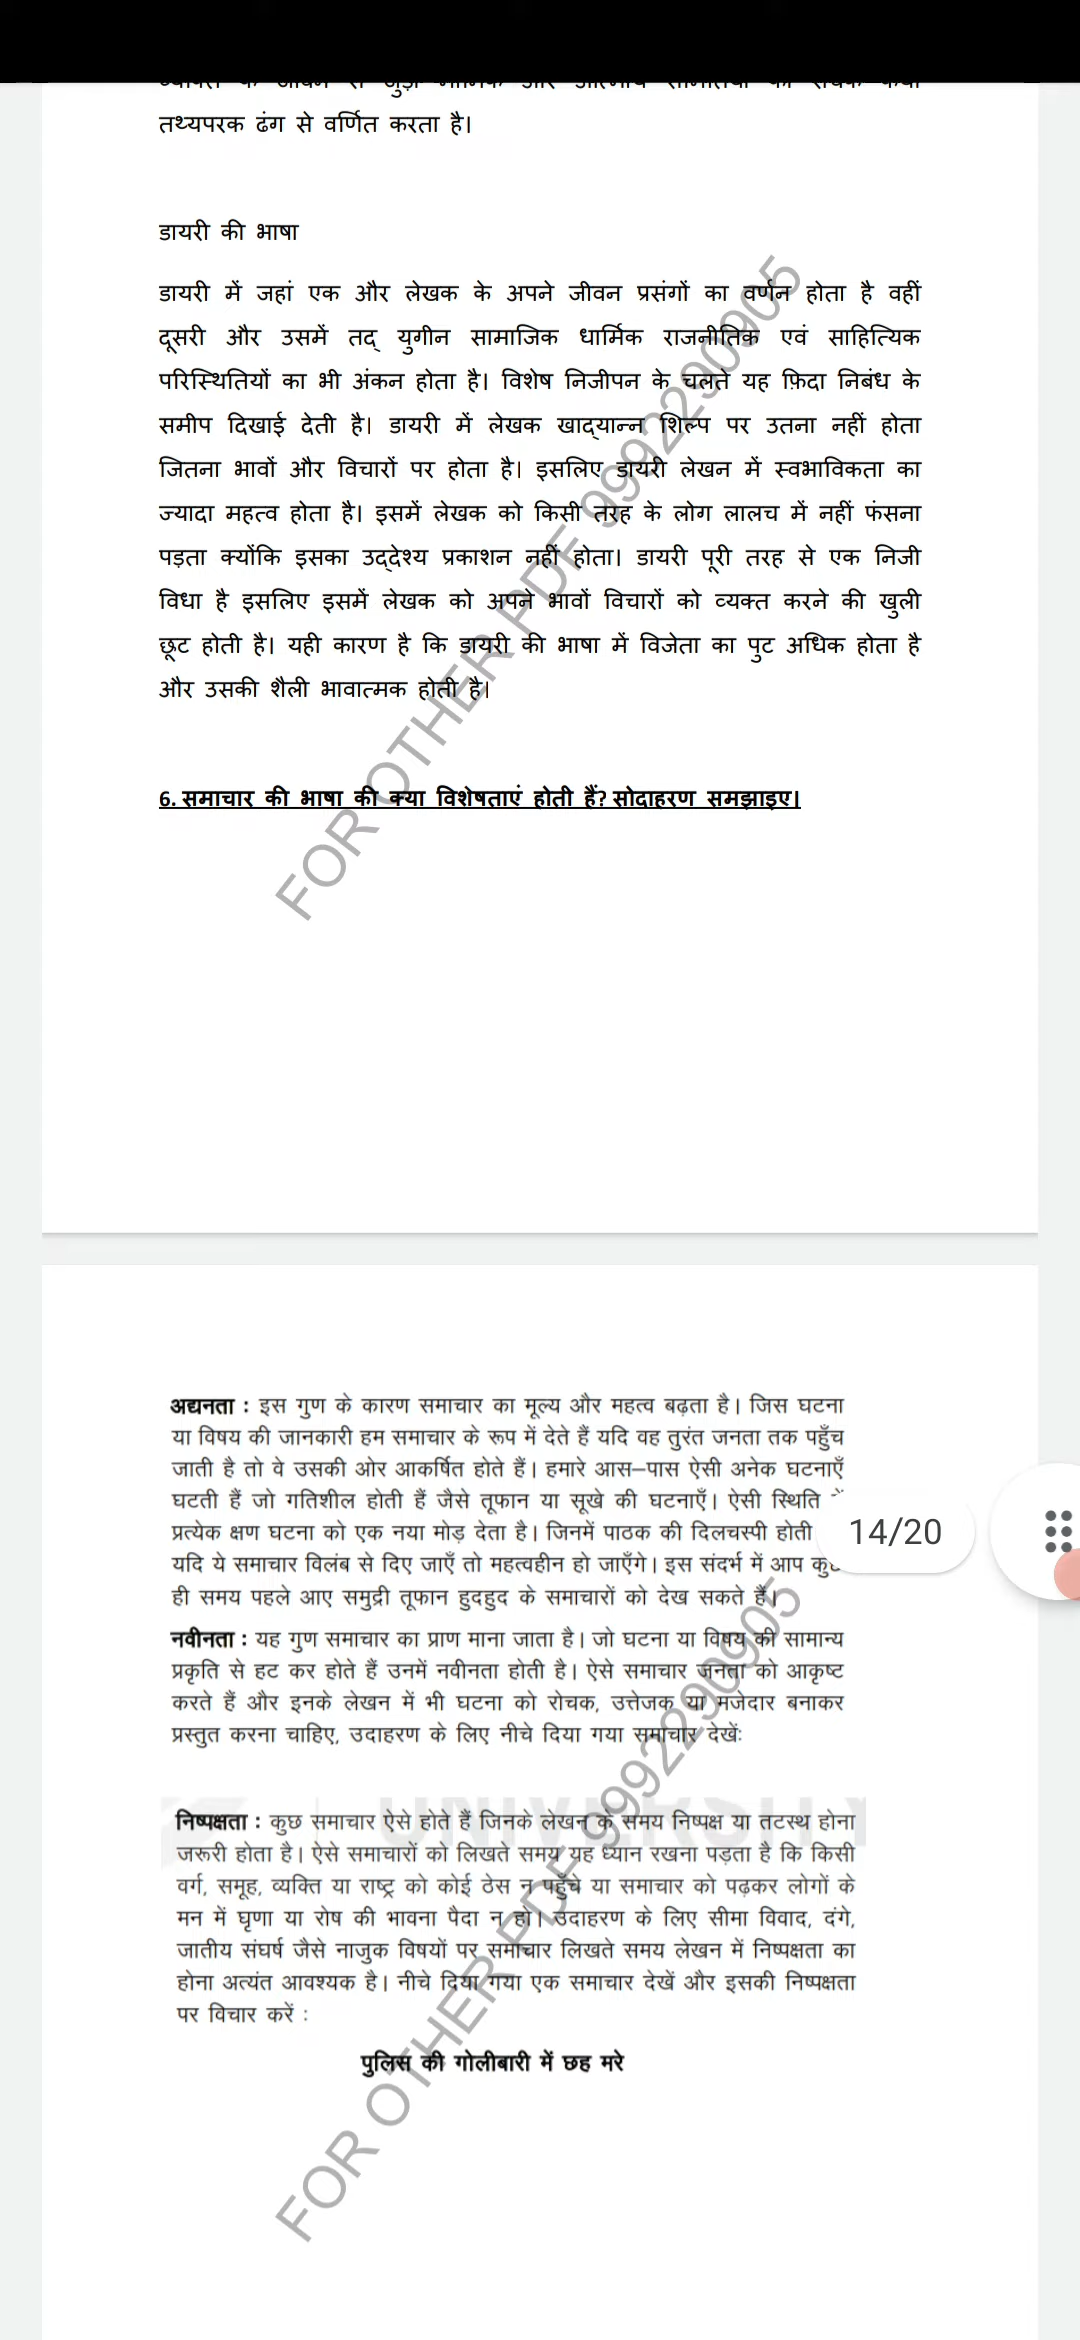 तथ्यपरक ढंग से वर्णित करता है।
डायरी की भाषा
डायरी में जहां एक और लेखक के अपने जीवन प्रसंगों का वर्णन होता है वहीं
दूसरी और उसमें तद् युगीन सामाजिक धार्मिक राजनीतिक एवं साहित्यिक
परिस्थितियों का भी अंकन होता है। विशेष निजीपन के चलते यह फ़िदा निबंध के
समीप दिखाई देती है। डायरी में लेखक खाद्यान्न शिल्प पर उतना नहीं होता
जितना भावों और विचारों पर होता है। इसलिए डायरी लेखन में स्वभाविकता का
ज्यादा महत्व होता है। इसमें लेखक को किसी तरह के लोग लालच में नहीं फंसना
पड़ता क्योंकि इसका उद्देश्य प्रकाशन नहीं होता। डायरी पूरी तरह से एक निजी
विधा है इसलिए इसमें लेखक को अपने भावों विचारों को व्यक्त करने की खुली
छूट होती है। यही कारण है कि डायरी की भाषा में विजेता का पुट अधिक होता है
और उसकी शैली भावात्मक होती है।
FOR OTHER PDF 9992290905
6. समाचार की भाषा की क्या विशेषताएं होती हैं? सोदाहरण समझाइए।
अद्यनता : इस गुण के कारण समाचार का मूल्य और महत्व बढ़ता है। जिस घटना
या विषय की जानकारी हम समाचार के रूप में देते हैं यदि वह तुरंत जनता तक पहुँच
जाती है तो वे उसकी ओर आकर्षित होते हैं। हमारे आस–पास ऐसी अनेक घटनाएँ
घटती हैं जो गतिशील होती हैं जैसे तूफान या सूखे की घटनाएँ। ऐसी स्थिति
प्रत्येक क्षण घटना को एक नया मोड़ देता है। जिनमें पाठक की दिलचस्पी होती
14/20
यदि ये समाचार विलंब से दिए जाएँ तो महत्वहीन हो जाएँगे। इस संदर्भ में आप
ही समय पहले आए समुद्री तूफान हुदहुद के समाचारों को देख सकते हैं।
नवीनता : यह गुण समाचार का प्राण माना जाता है। जो घटना या विषय की सामान्य
प्रकृति से हट कर होते हैं उनमें नवीनता होती है। ऐसे समाचार जनता को आकृष्ट
करते हैं और इनके लेखन में भी घटना को रोचक, उत्तेजक या मजेदार बनाकर
प्रस्तुत करना चाहिए, उदाहरण के लिए नीचे दिया गया समाचार देखें:
UNIVERSITY
निष्पक्षता : कुछ समाचार ऐसे होते हैं जिनके लेखन के समय निष्पक्ष या तटस्थ होना
जरूरी होता है। ऐसे समाचारों को लिखते समय यह ध्यान रखना पड़ता है कि किसी
वर्ग, समूह, व्यक्ति या राष्ट्र को कोई ठेस न पहुँचे या समाचार को पढ़कर लोगों के
मन में घृणा या रोष की भावना पैदा न हो। उदाहरण के लिए सीमा विवाद, दंगे,
जातीय संघर्ष जैसे नाजुक विषयों पर समाचार लिखते समय लेखन में निष्पक्षता का
होना अत्यंत आवश्यक है। नीचे दिया गया एक समाचार देखें और इसकी निष्पक्षता
पर विचार करें :
पुलिस की गोलीबारी में छह मरे
FOR OTHER PDF 9992290905